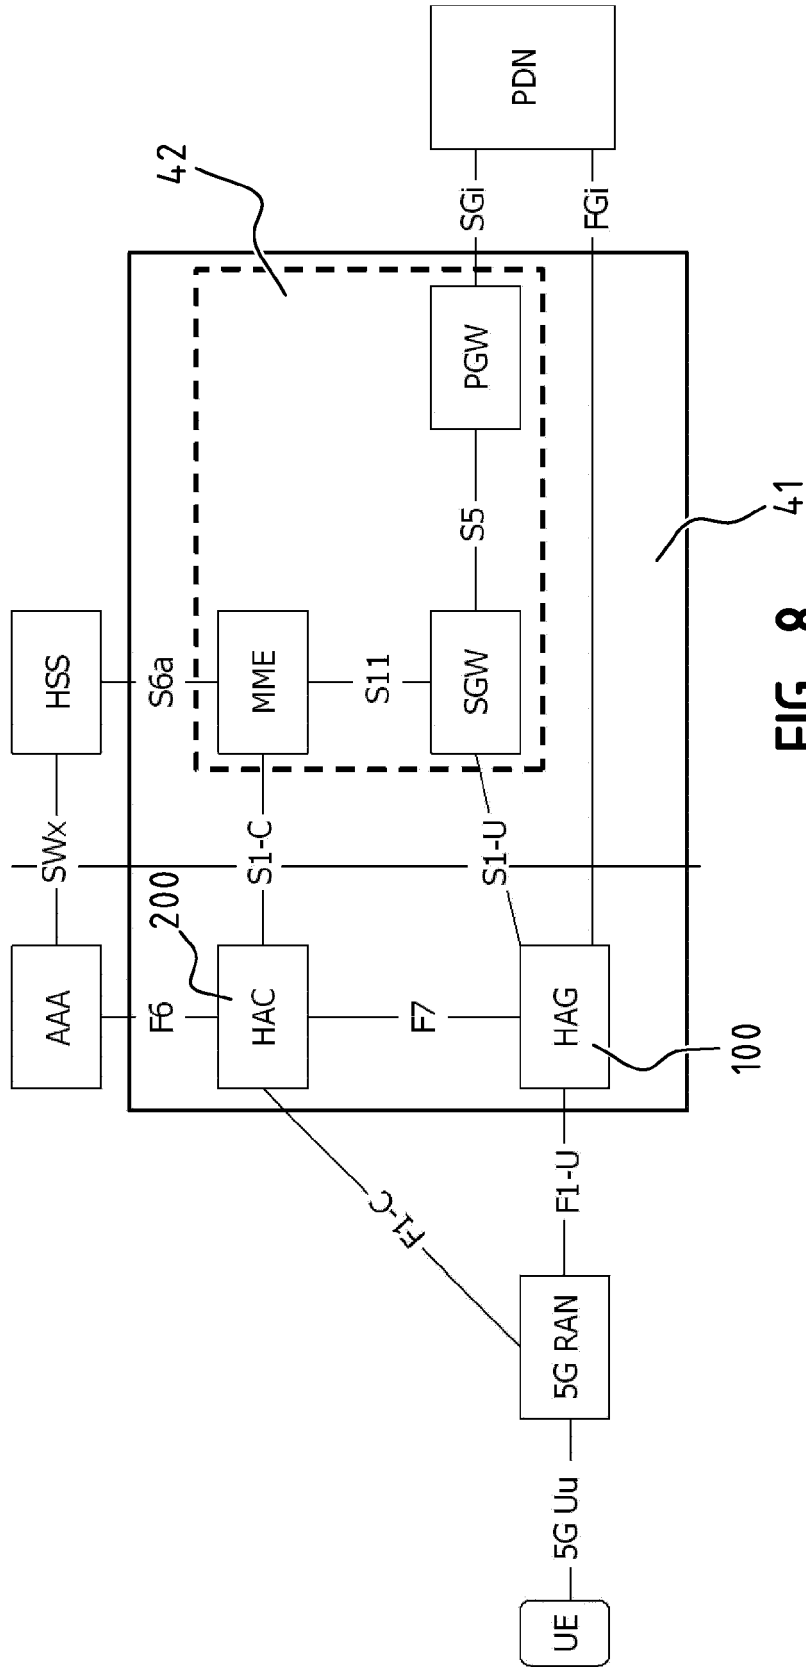 AAA
SWx
HSS
F6
S6a
200
42
HAC
S1-C
MME
F1-C
F7
S11
S1-U
SGW
S5
PGW
SGi
PDN
UE
5G Uu
5G RAN
F1-U
HAG
FGi
100
41
FIG. 8